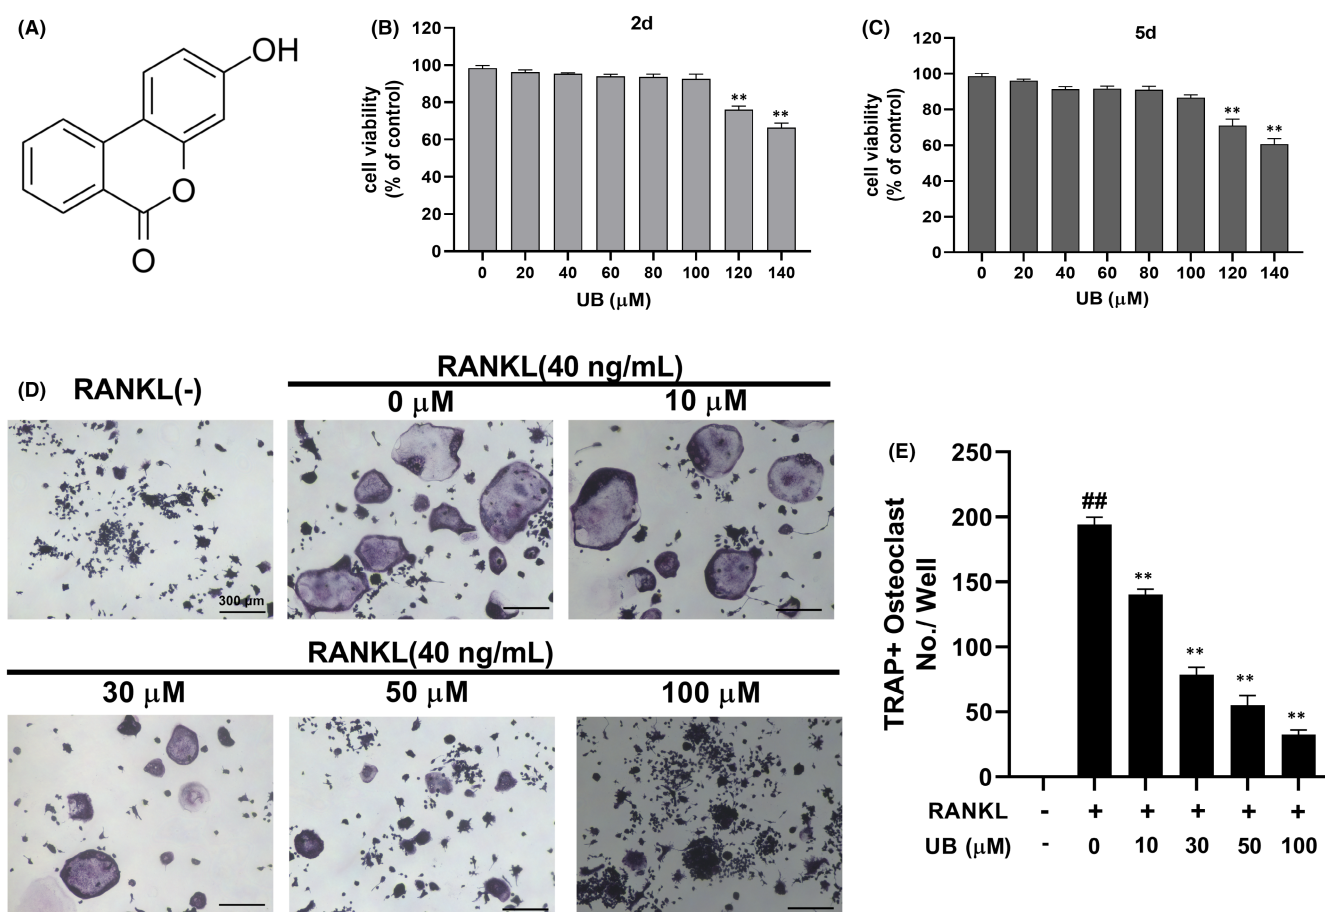 (A)
OH
O
O
(B)
2d
cell viability
(% of control)
120
100
80
60
40
20
0
0 20 40 60 80 100 120 140
** **
UB (μM)
(C)
5d
cell viability
(% of control)
120
100
80
60
40
20
0
0 20 40 60 80 100 120 140
** **
UB (μM)
(D)
RANKL(-)
RANKL(40 ng/mL)
0 μM 10 μM
300 μm
RANKL(40 ng/mL)
30 μM 50 μM 100 μM
(E)
TRAP+ Osteoclast
No./ Well
250
200
150
100
50
0
## ** ** ** **
RANKL - + + + + +
UB (μM) - 0 10 30 50 100